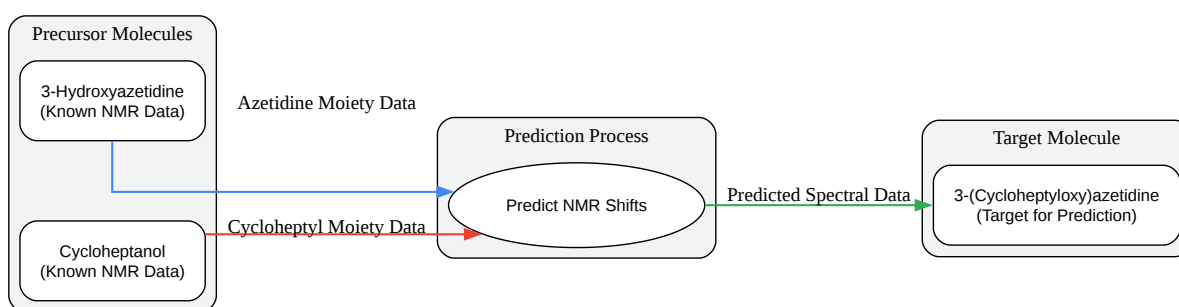 Precursor Molecules
3-Hydroxyazetidine
(Known NMR Data)
Azetidine Moiety Data
Cycloheptanol
(Known NMR Data)
Cycloheptyl Moiety Data
Prediction Process
Predict NMR Shifts
Predicted Spectral Data
Target Molecule
3-(Cycloheptyloxy)azetidine
(Target for Prediction)